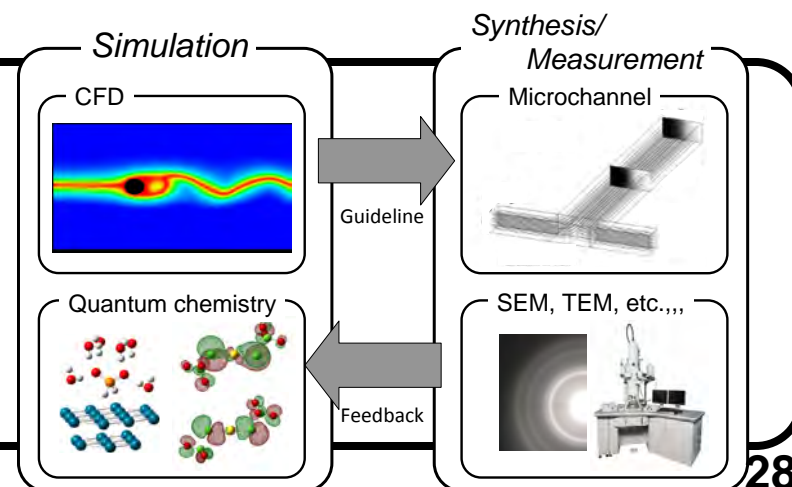 Simulation
CFD
Quantum chemistry
Guideline
Feedback
Synthesis/
Measurement
Microchannel
SEM, TEM, etc.,,,
28